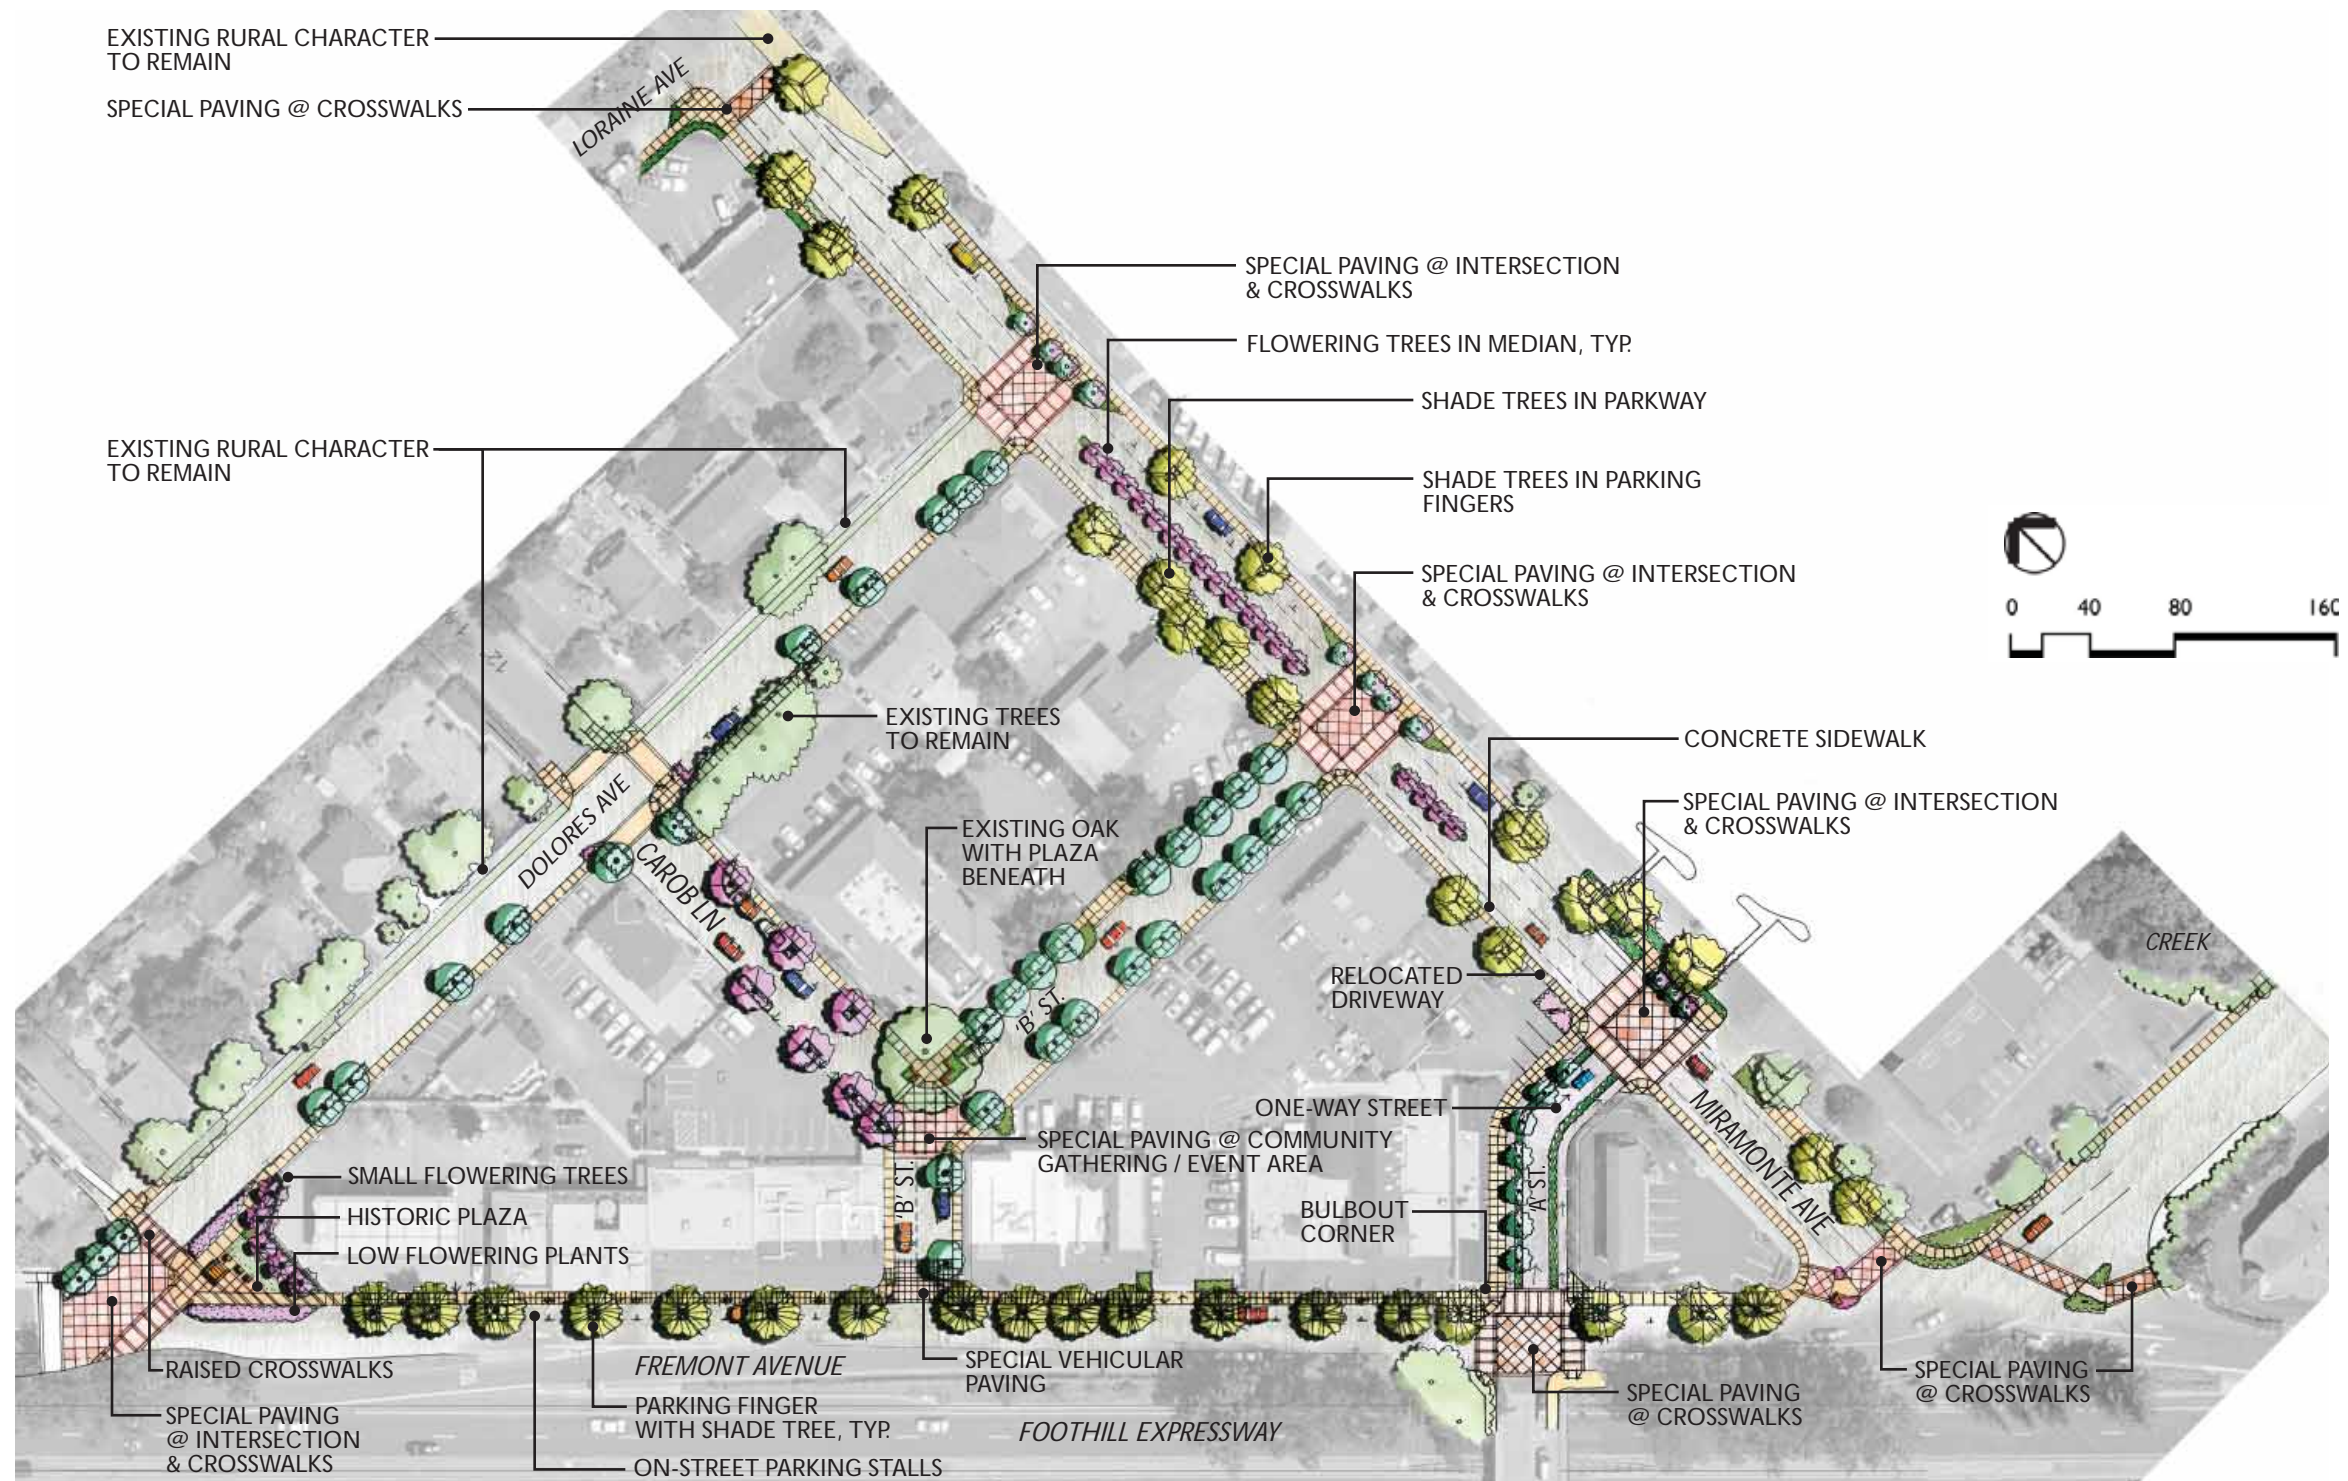 EXISTING RURAL CHARACTER
TO REMAIN
SPECIAL PAVING @ CROSSWALKS
LORAINE AVE
SPECIAL PAVING @ INTERSECTION
& CROSSWALKS
FLOWERING TREES IN MEDIAN, TYP.
SHADE TREES IN PARKWAY
EXISTING RURAL CHARACTER
TO REMAIN
SHADE TREES IN PARKING
FINGERS
SPECIAL PAVING @ INTERSECTION
& CROSSWALKS
0 40 80 160
EXISTING TREES
TO REMAIN
CONCRETE SIDEWALK
DOLORES AVE
CAROB LN
EXISTING OAK
WITH PLAZA
BENEATH
SPECIAL PAVING @ INTERSECTION
& CROSSWALKS
CREEK
RELOCATED
DRIVEWAY
'B' ST.
ONE-WAY STREET
MIRAMONTE AVE
SPECIAL PAVING @ COMMUNITY
GATHERING / EVENT AREA
SMALL FLOWERING TREES
'B' ST.
'A' ST.
HISTORIC PLAZA
BULBOUT
CORNER
LOW FLOWERING PLANTS
RAISED CROSSWALKS
FREMONT AVENUE
SPECIAL VEHICULAR
PAVING
SPECIAL PAVING
@ CROSSWALKS
SPECIAL PAVING
@ CROSSWALKS
SPECIAL PAVING
@ INTERSECTION
& CROSSWALKS
PARKING FINGER
WITH SHADE TREE, TYP.
FOOTHILL EXPRESSWAY
ON-STREET PARKING STALLS